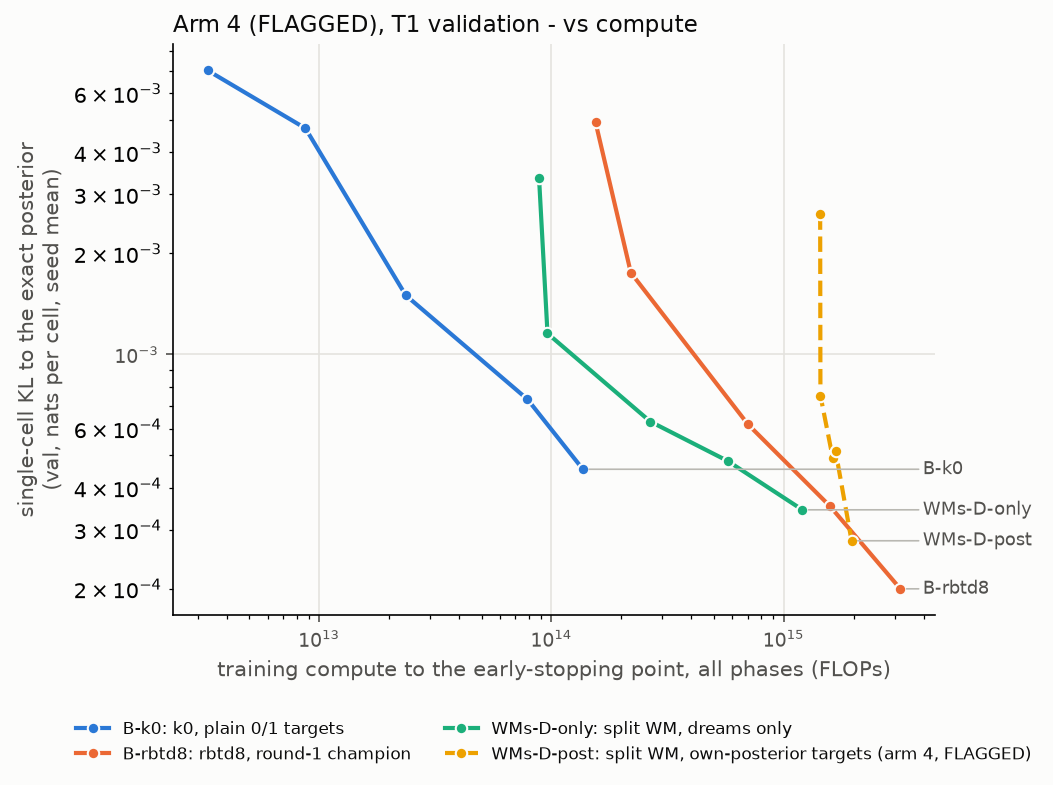 Arm 4 (FLAGGED), T1 validation - vs compute
single-cell KL to the exact posterior
(val, nats per cell, seed mean)
6 × 10⁻³
4 × 10⁻³
3 × 10⁻³
2 × 10⁻³
10⁻³
6 × 10⁻⁴
4 × 10⁻⁴
3 × 10⁻⁴
2 × 10⁻⁴
B-k0
WMs-D-only
WMs-D-post
B-rbtd8
10¹³ 10¹⁴ 10¹⁵
training compute to the early-stopping point, all phases (FLOPs)
B-k0: k0, plain 0/1 targets
B-rbtd8: rbtd8, round-1 champion
WMs-D-only: split WM, dreams only
WMs-D-post: split WM, own-posterior targets (arm 4, FLAGGED)